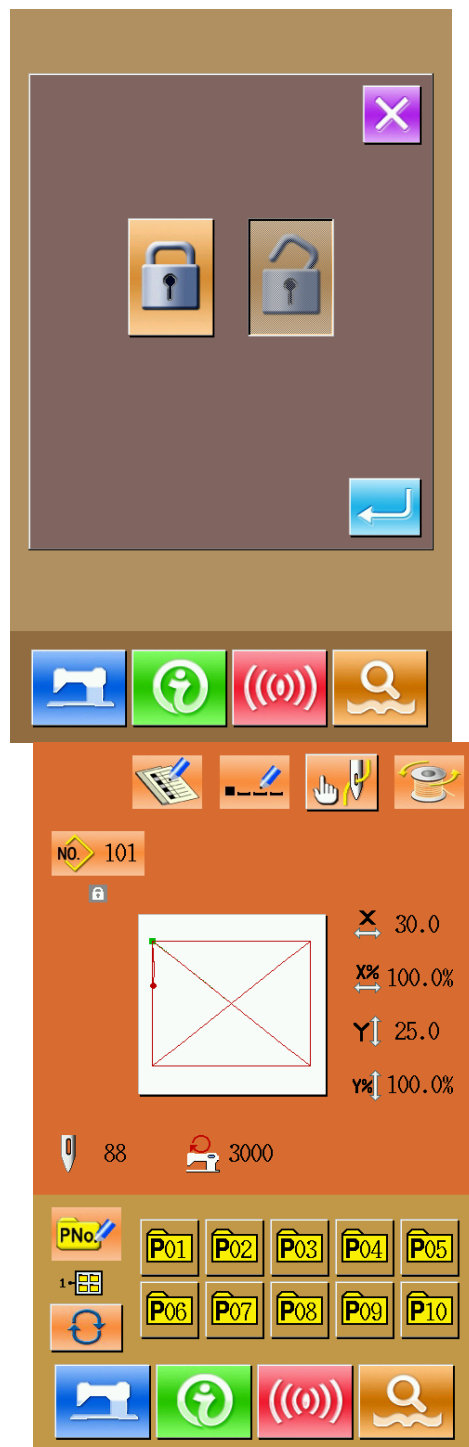 NO. 101
X 30.0
X% 100.0%
Y 25.0
Y% 100.0%
88 3000
PNo.
P01 P02 P03 P04 P05
1-
P06 P07 P08 P09 P10